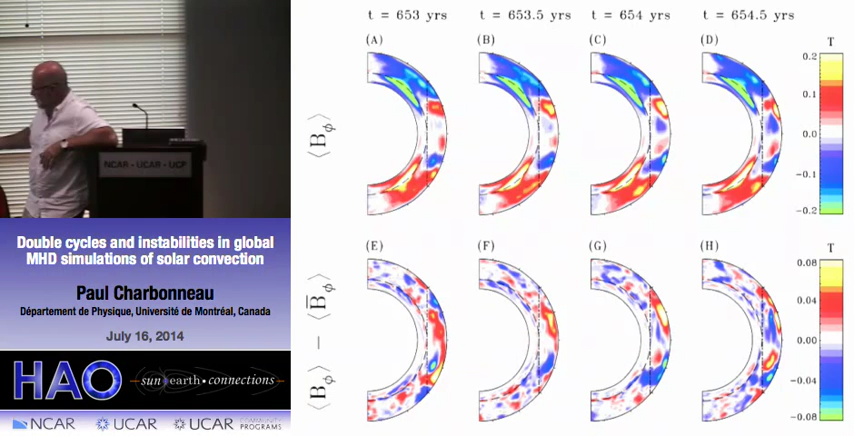 NCAR • UCAR • UCP
Double cycles and instabilities in global
MHD simulations of solar convection
Paul Charbonneau
Département de Physique, Université de Montréal, Canada
July 16, 2014
HAO
sun earth • connections
NCAR
UCAR
UCAR COMMUNITY
PROGRAMS
t = 653 yrs
t = 653.5 yrs
t = 654 yrs
t = 654.5 yrs
(A)
(B)
(C)
(D)
T
⟨Bϕ⟩
0.2
0.1
0.0
-0.1
-0.2
(E)
(F)
(G)
(H)
T
⟨Bϕ⟩ − ⟨B̅ϕ⟩
0.08
0.04
0.00
-0.04
-0.08